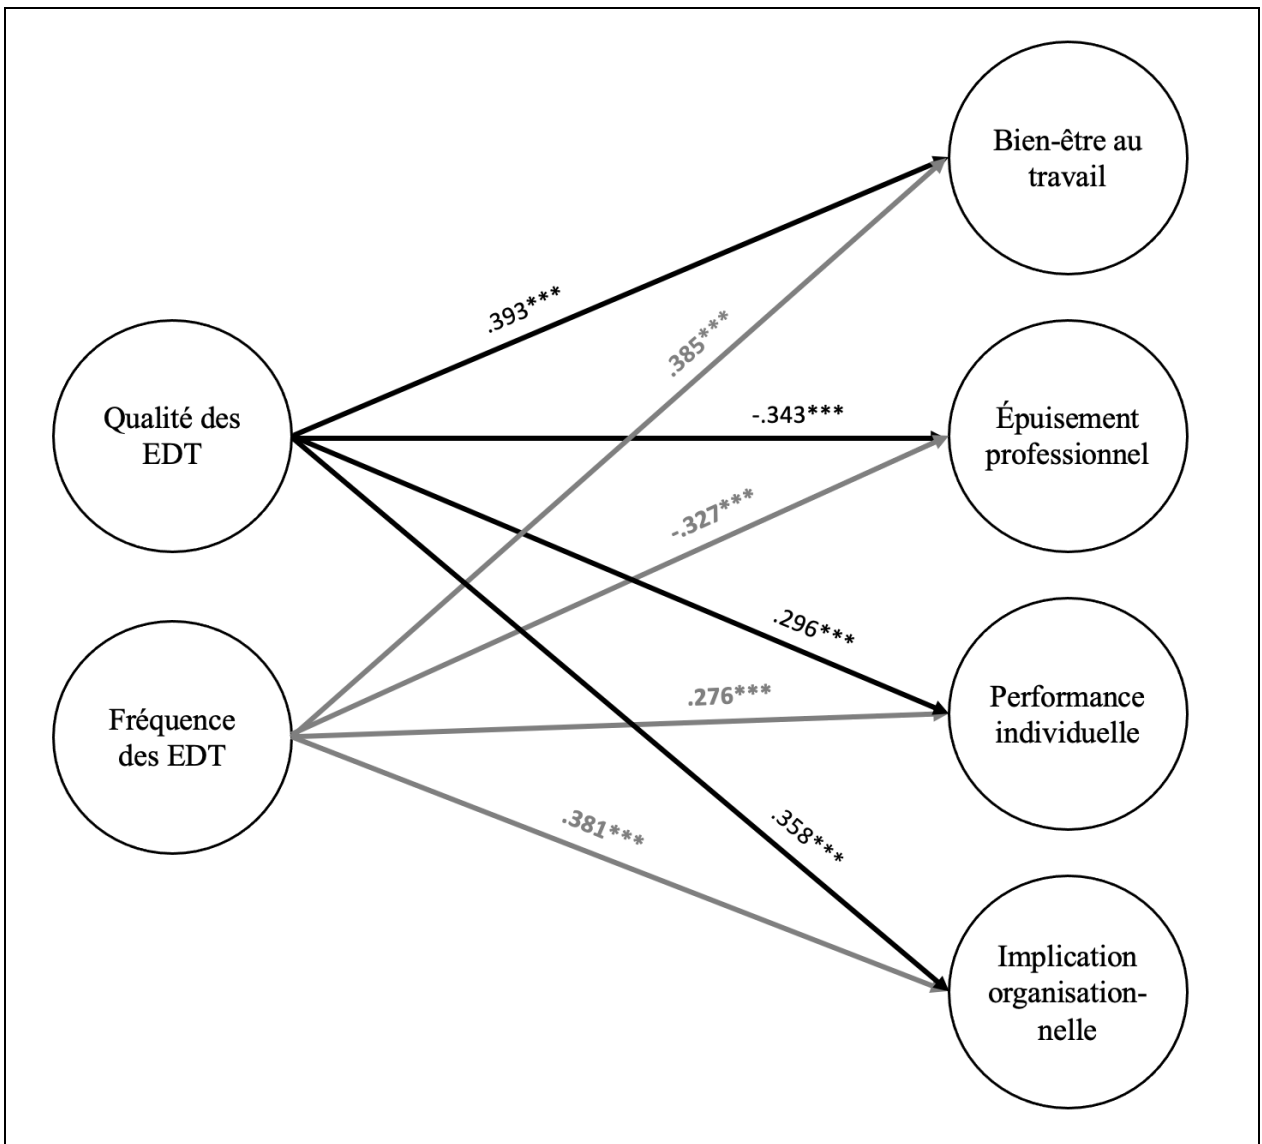 Bien-être au
travail
.393***
.385***
Qualité des
EDT
-.343***
Épuisement
professionnel
-.327***
.296***
Fréquence
des EDT
.276***
Performance
individuelle
.381***
.358***
Implication
organisation-
nelle